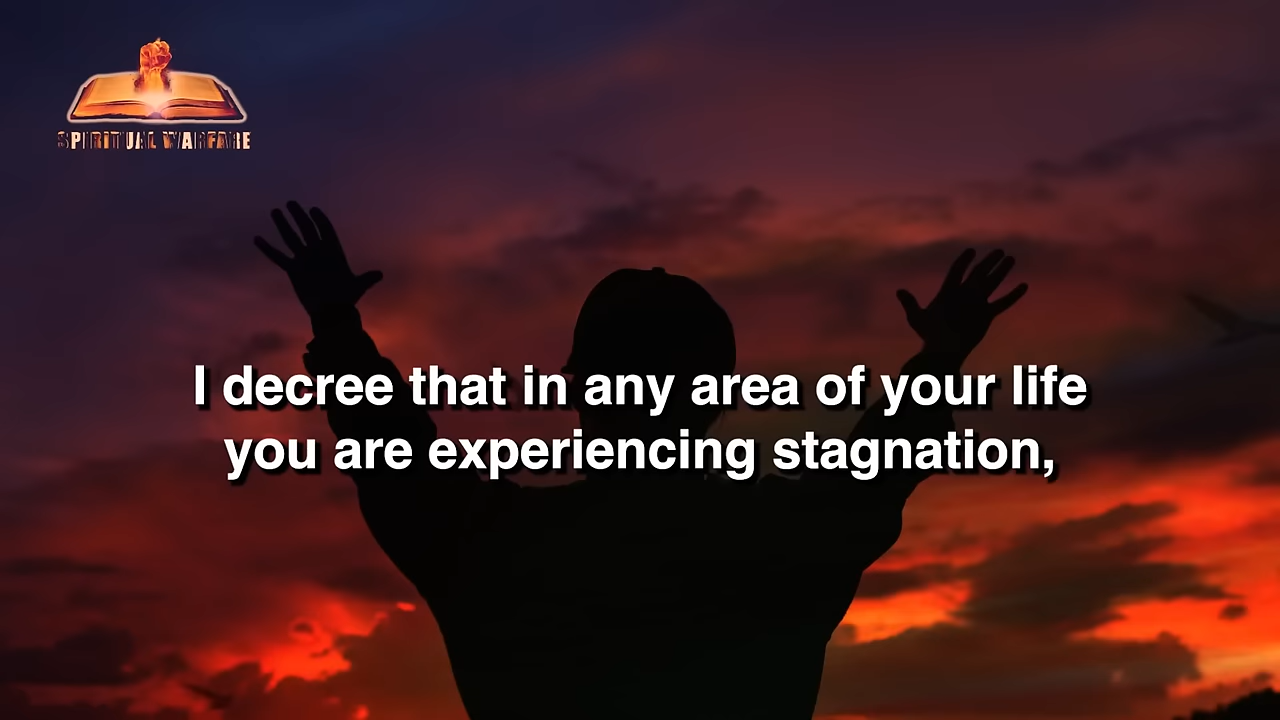 SPIRITUAL WARFARE
I decree that in any area of your life
you are experiencing stagnation,